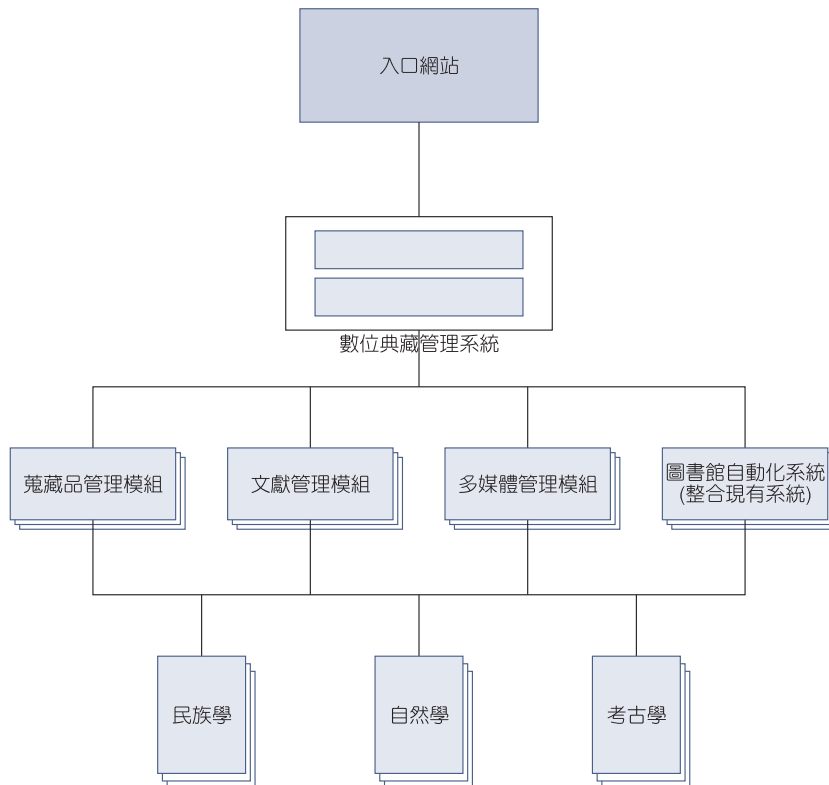 入口網站
數位典藏管理系統
蒐藏品管理模組
文獻管理模組
多媒體管理模組
圖書館自動化系統
(整合現有系統)
民族學
自然學
考古學